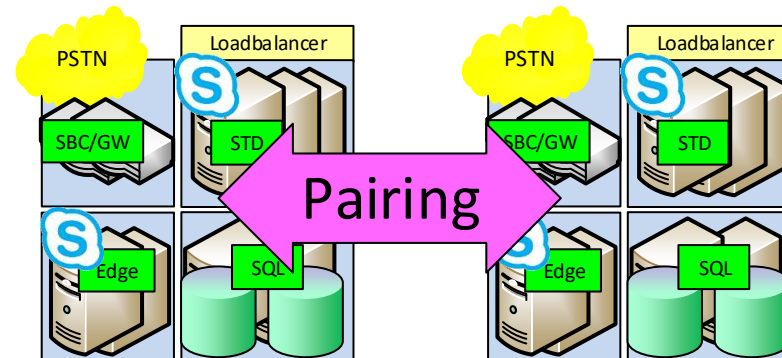 PSTN
Loadbalancer
SBC/GW
STD
Edge
SQL
Pairing
PSTN
Loadbalancer
SBC/GW
STD
Edge
SQL